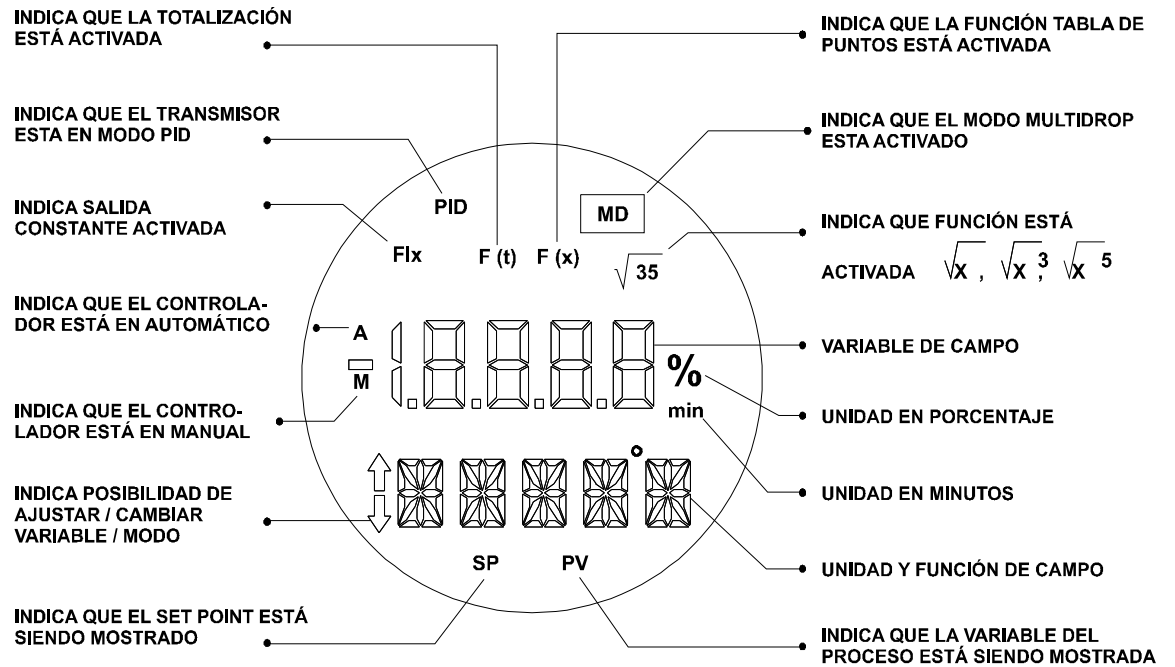 INDICA QUE LA TOTALIZACIÓN
ESTÁ ACTIVADA
INDICA QUE EL TRANSMISOR
ESTA EN MODO PID
INDICA SALIDA
CONSTANTE ACTIVADA
INDICA QUE EL CONTROLA-
DOR ESTÁ EN AUTOMÁTICO
INDICA QUE EL CONTRO-
LADOR ESTÁ EN MANUAL
INDICA POSIBILIDAD DE
AJUSTAR / CAMBIAR
VARIABLE / MODO
INDICA QUE EL SET POINT ESTÁ
SIENDO MOSTRADO
PID
MD
FIx
F (t)
F (x)
√35
A
M
%
min
SP
PV
INDICA QUE LA FUNCIÓN TABLA DE
PUNTOS ESTÁ ACTIVADA
INDICA QUE EL MODO MULTIDROP
ESTA ACTIVADO
INDICA QUE FUNCIÓN ESTÁ
ACTIVADA √x , √x ³, √x ⁵
VARIABLE DE CAMPO
UNIDAD EN PORCENTAJE
UNIDAD EN MINUTOS
UNIDAD Y FUNCIÓN DE CAMPO
INDICA QUE LA VARIABLE DEL
PROCESO ESTÁ SIENDO MOSTRADA